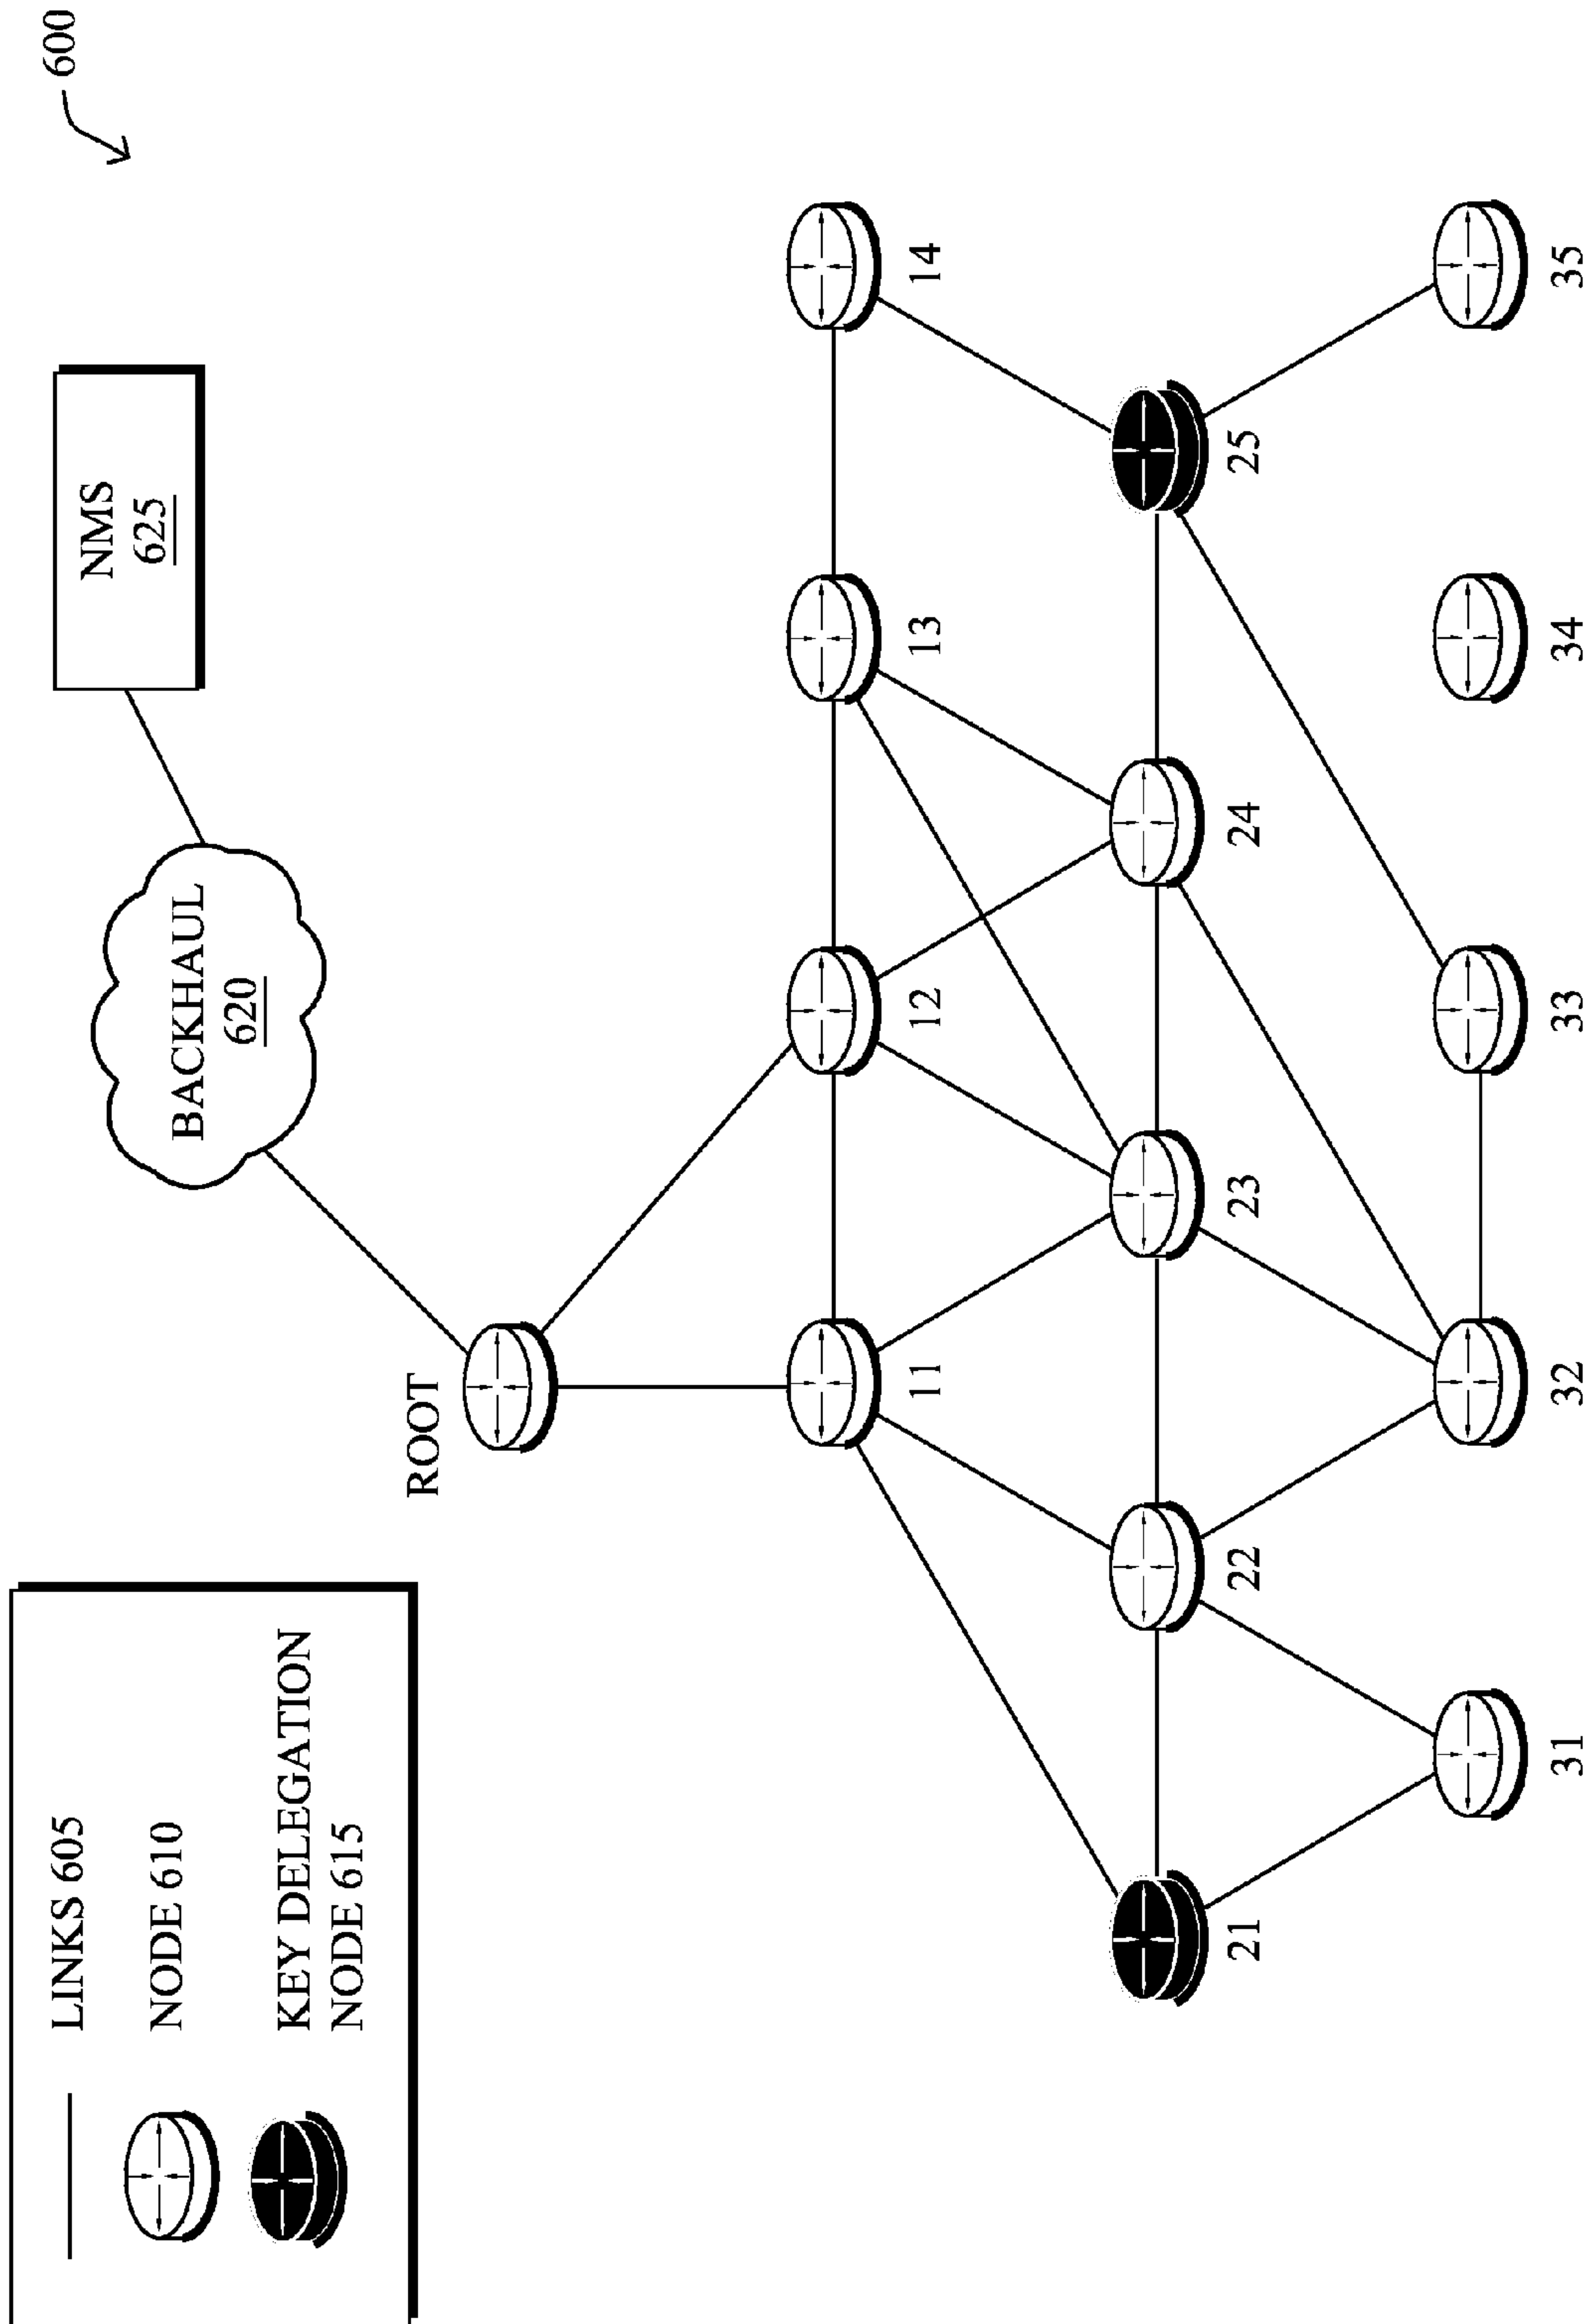 600
LINKS 605
NODE 610
KEY DELEGATION
NODE 615
BACKHAUL
620
NMS
625
ROOT
11
12
13
14
21
22
23
24
25
31
32
33
34
35